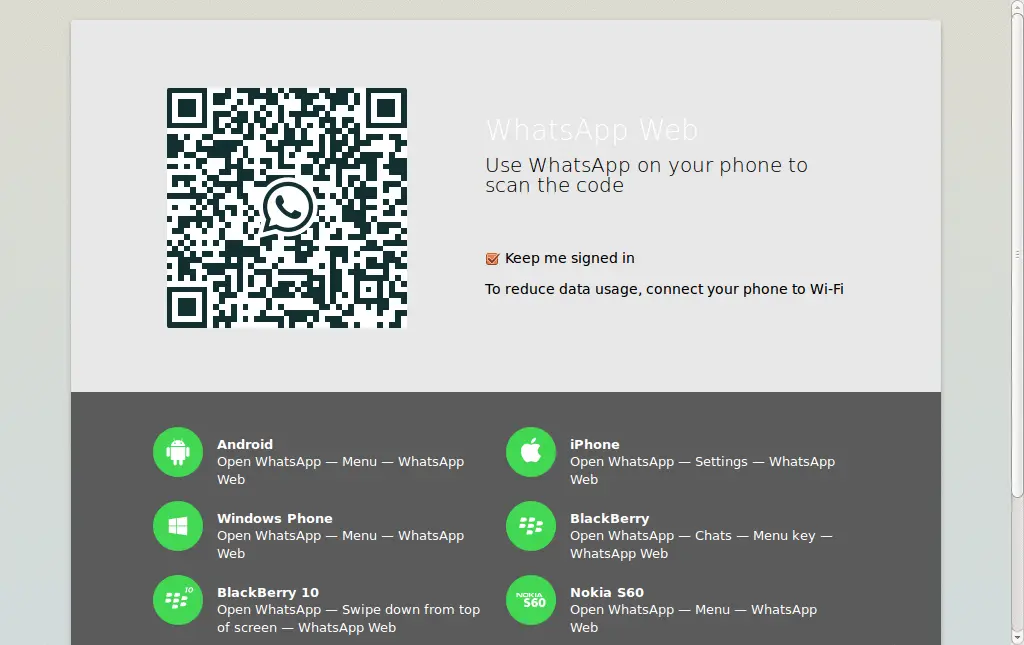 WhatsApp Web
Use WhatsApp on your phone to
scan the code
Keep me signed in
To reduce data usage, connect your phone to Wi-Fi
Android
Open WhatsApp — Menu — WhatsApp
Web
iPhone
Open WhatsApp — Settings — WhatsApp
Web
Windows Phone
Open WhatsApp — Menu — WhatsApp
Web
BlackBerry
Open WhatsApp — Chats — Menu key —
WhatsApp Web
10
BlackBerry 10
Open WhatsApp — Swipe down from top
of screen — WhatsApp Web
NOKIA
S60
Nokia S60
Open WhatsApp — Menu — WhatsApp
Web